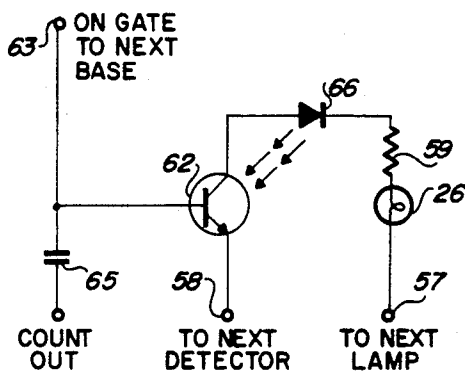 63
ON GATE
TO NEXT
BASE
66
59
62
26
65
58
57
COUNT
OUT
TO NEXT
DETECTOR
TO NEXT
LAMP